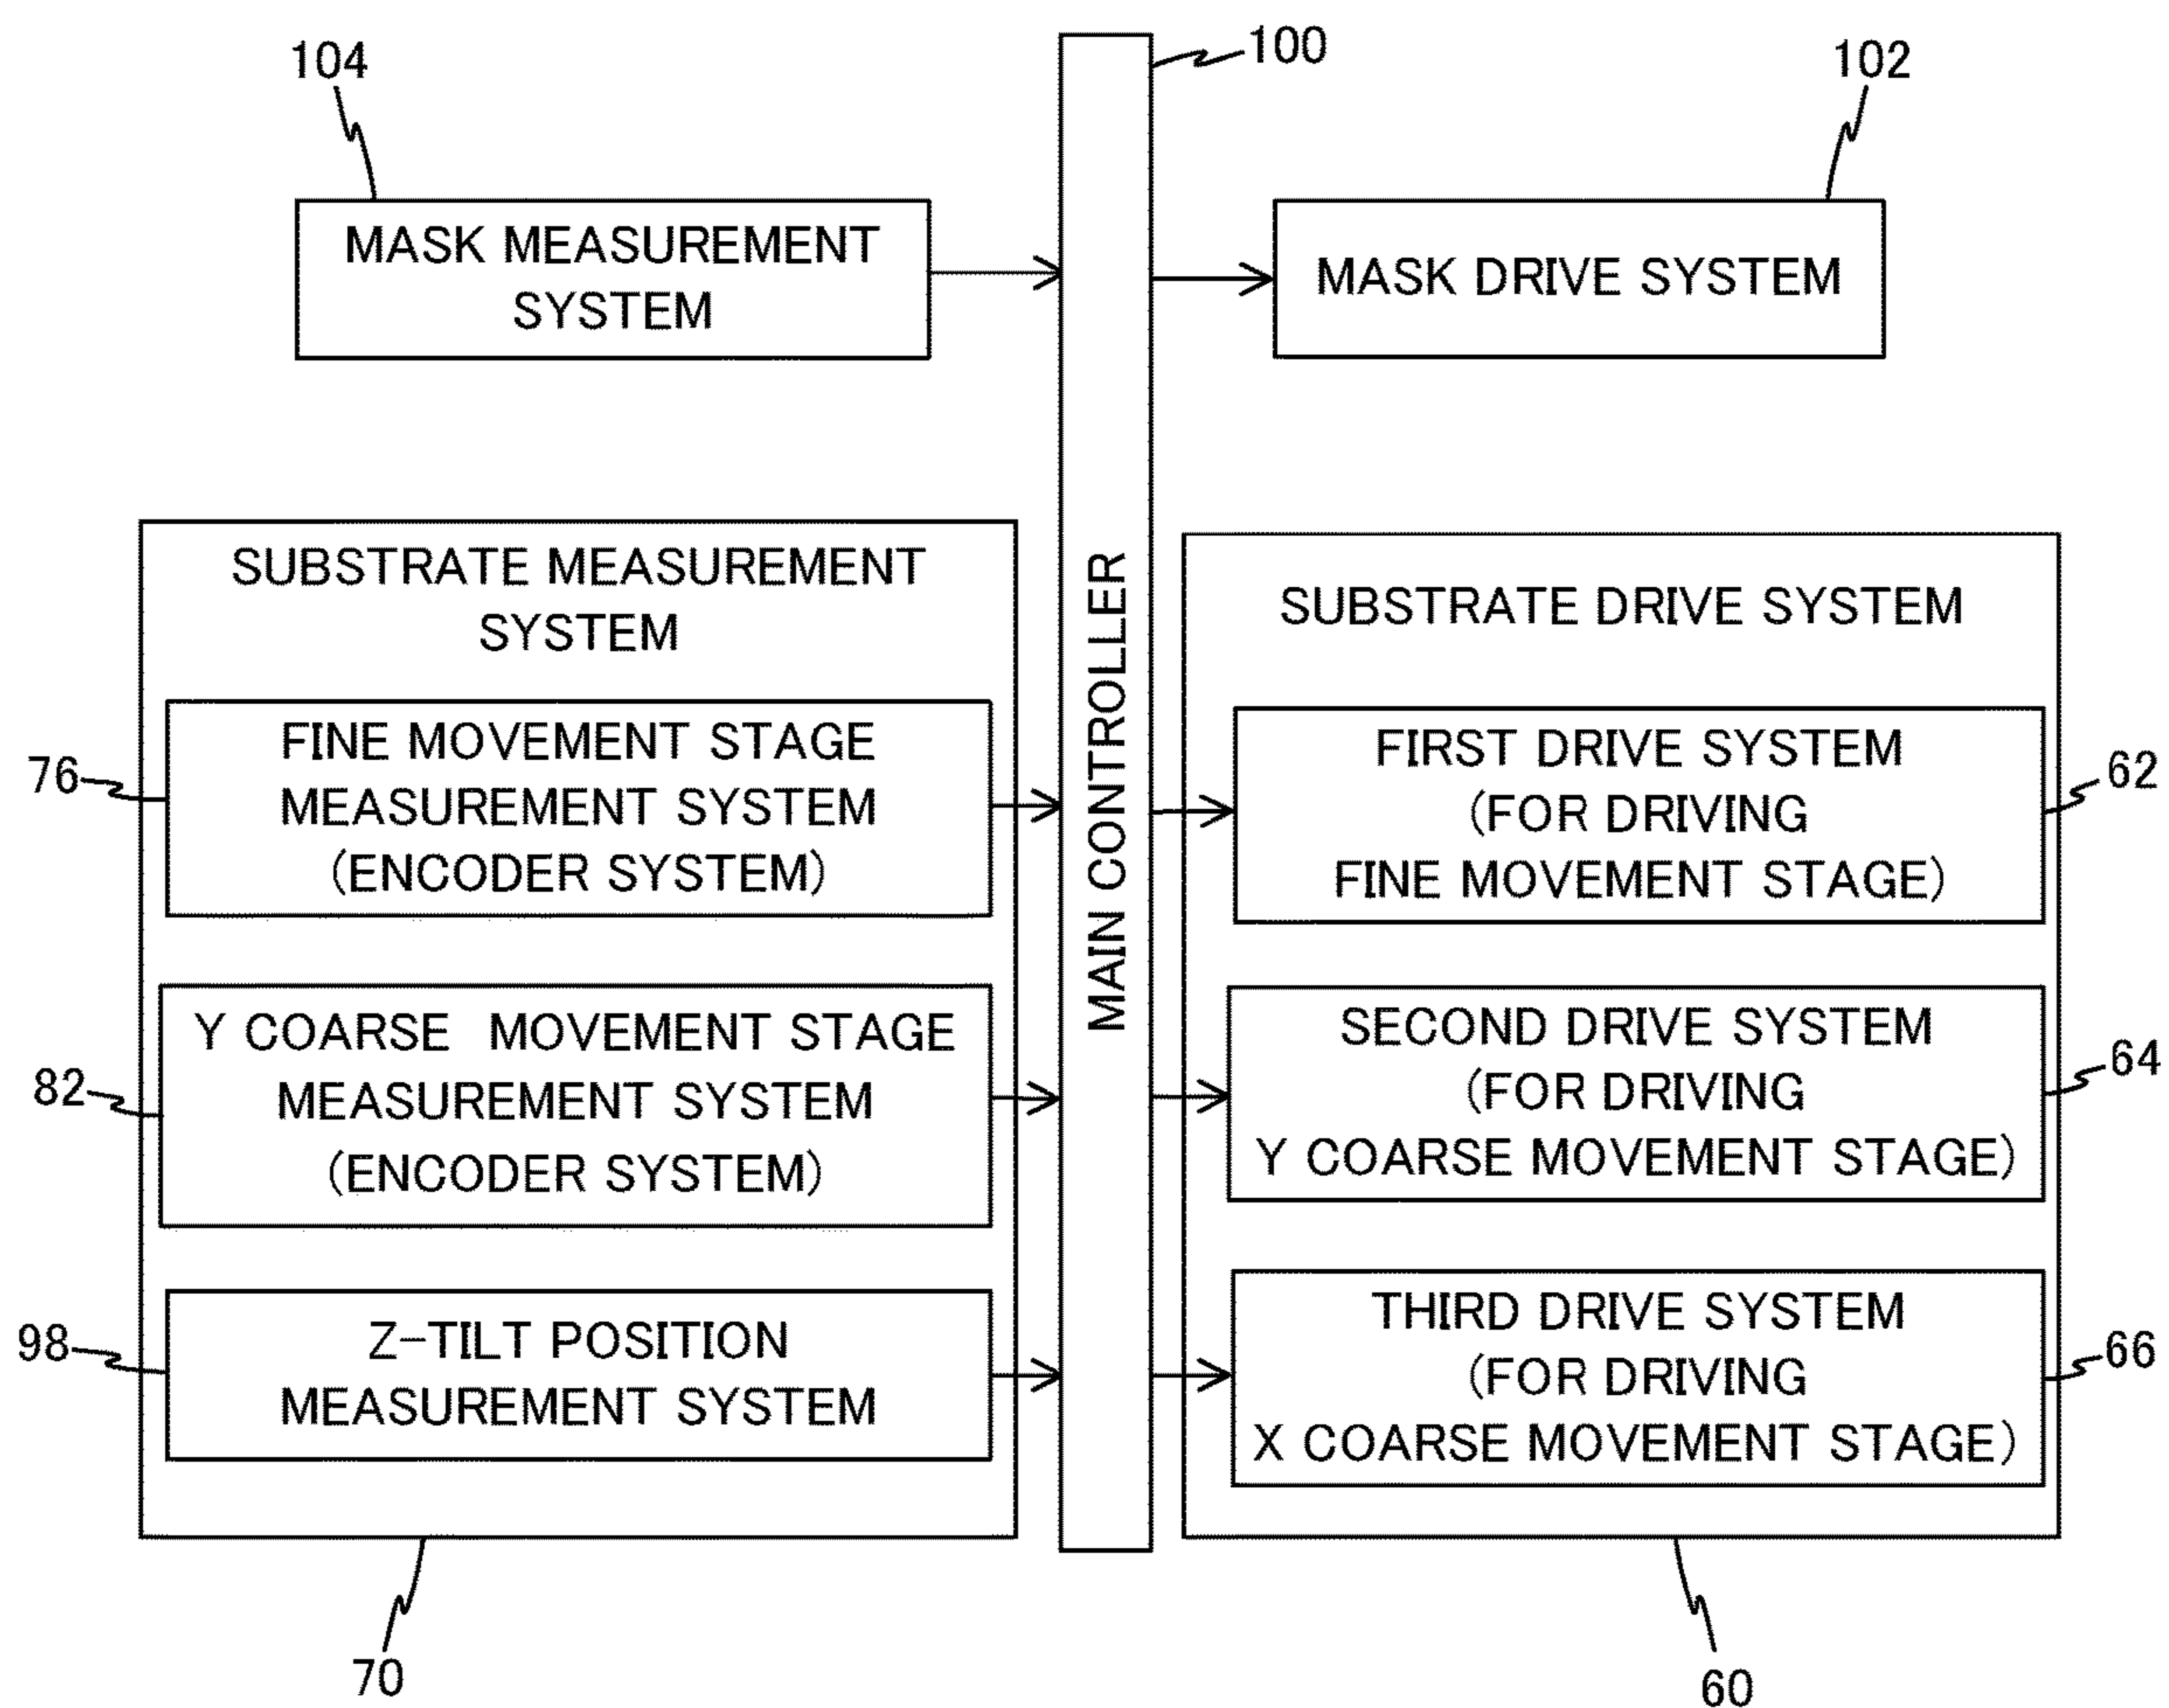 104
100
102
MASK MEASUREMENT
SYSTEM
MASK DRIVE SYSTEM
MAIN CONTROLLER
SUBSTRATE MEASUREMENT
SYSTEM
76
FINE MOVEMENT STAGE
MEASUREMENT SYSTEM
(ENCODER SYSTEM)
82
Y COARSE MOVEMENT STAGE
MEASUREMENT SYSTEM
(ENCODER SYSTEM)
98
Z-TILT POSITION
MEASUREMENT SYSTEM
70
SUBSTRATE DRIVE SYSTEM
FIRST DRIVE SYSTEM
(FOR DRIVING
FINE MOVEMENT STAGE)
62
SECOND DRIVE SYSTEM
(FOR DRIVING
Y COARSE MOVEMENT STAGE)
64
THIRD DRIVE SYSTEM
(FOR DRIVING
X COARSE MOVEMENT STAGE)
66
60